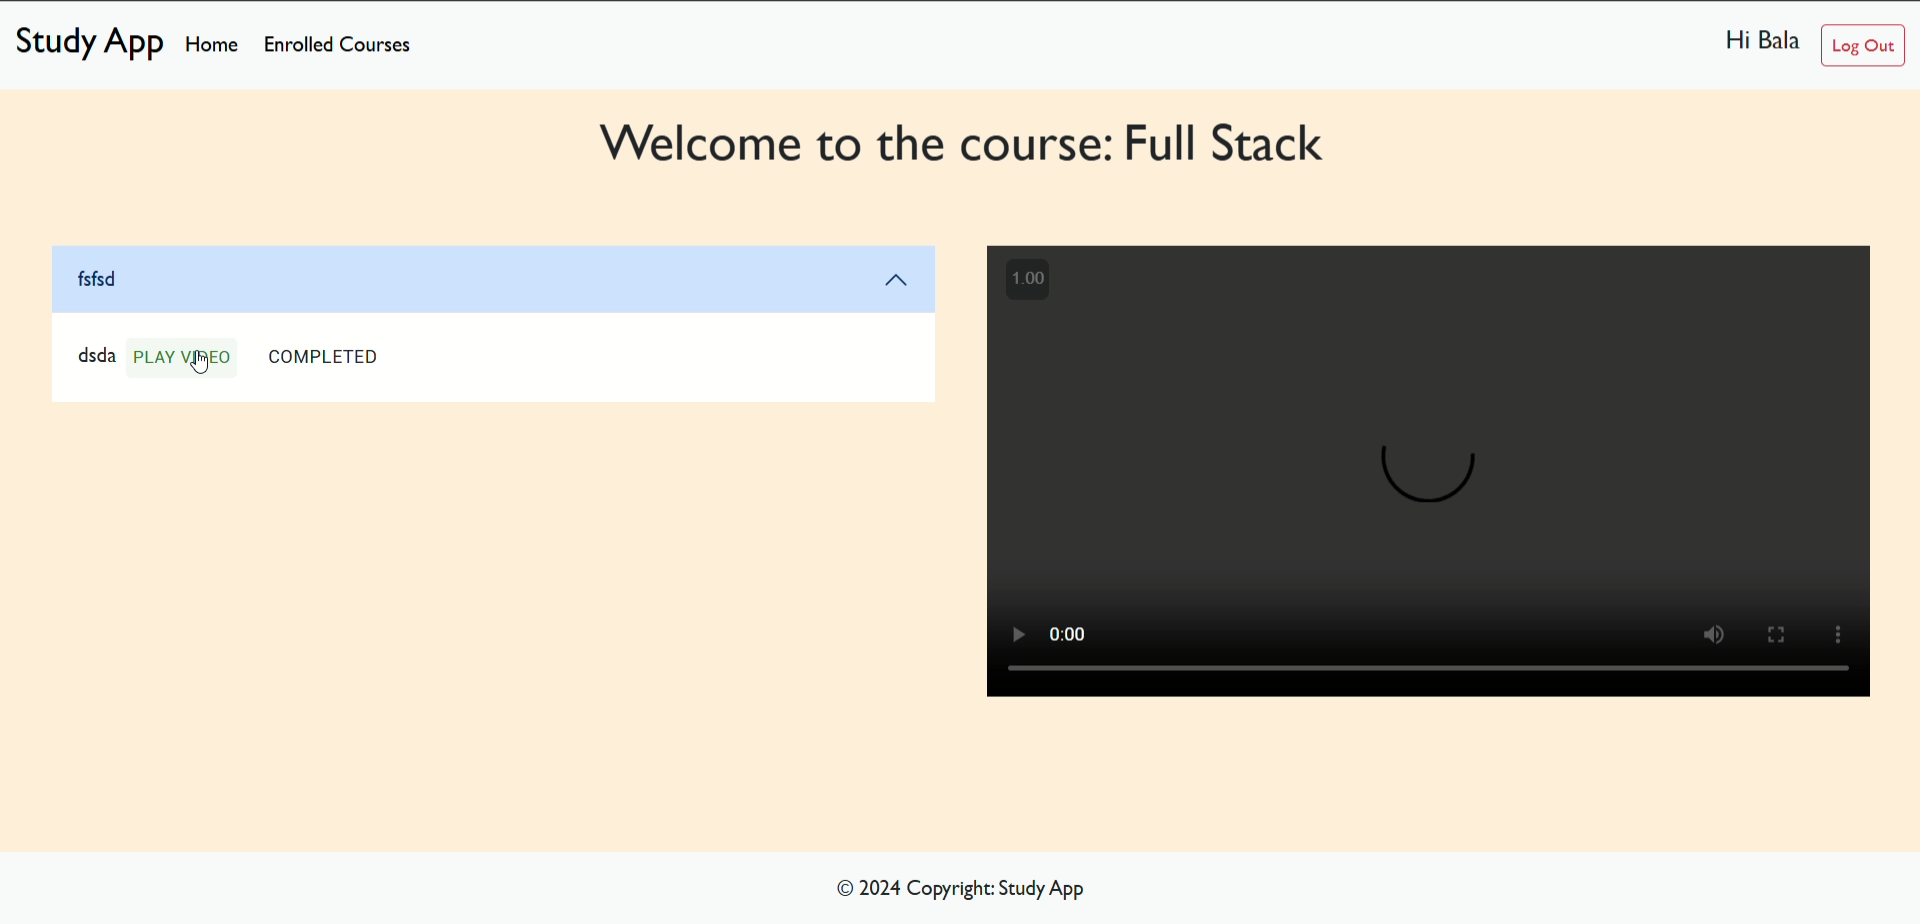 Study App Home Enrolled Courses Hi Bala Log Out
Welcome to the course: Full Stack
fsfsd
dsda PLAY VIDEO COMPLETED
1.00
0:00
© 2024 Copyright: Study App